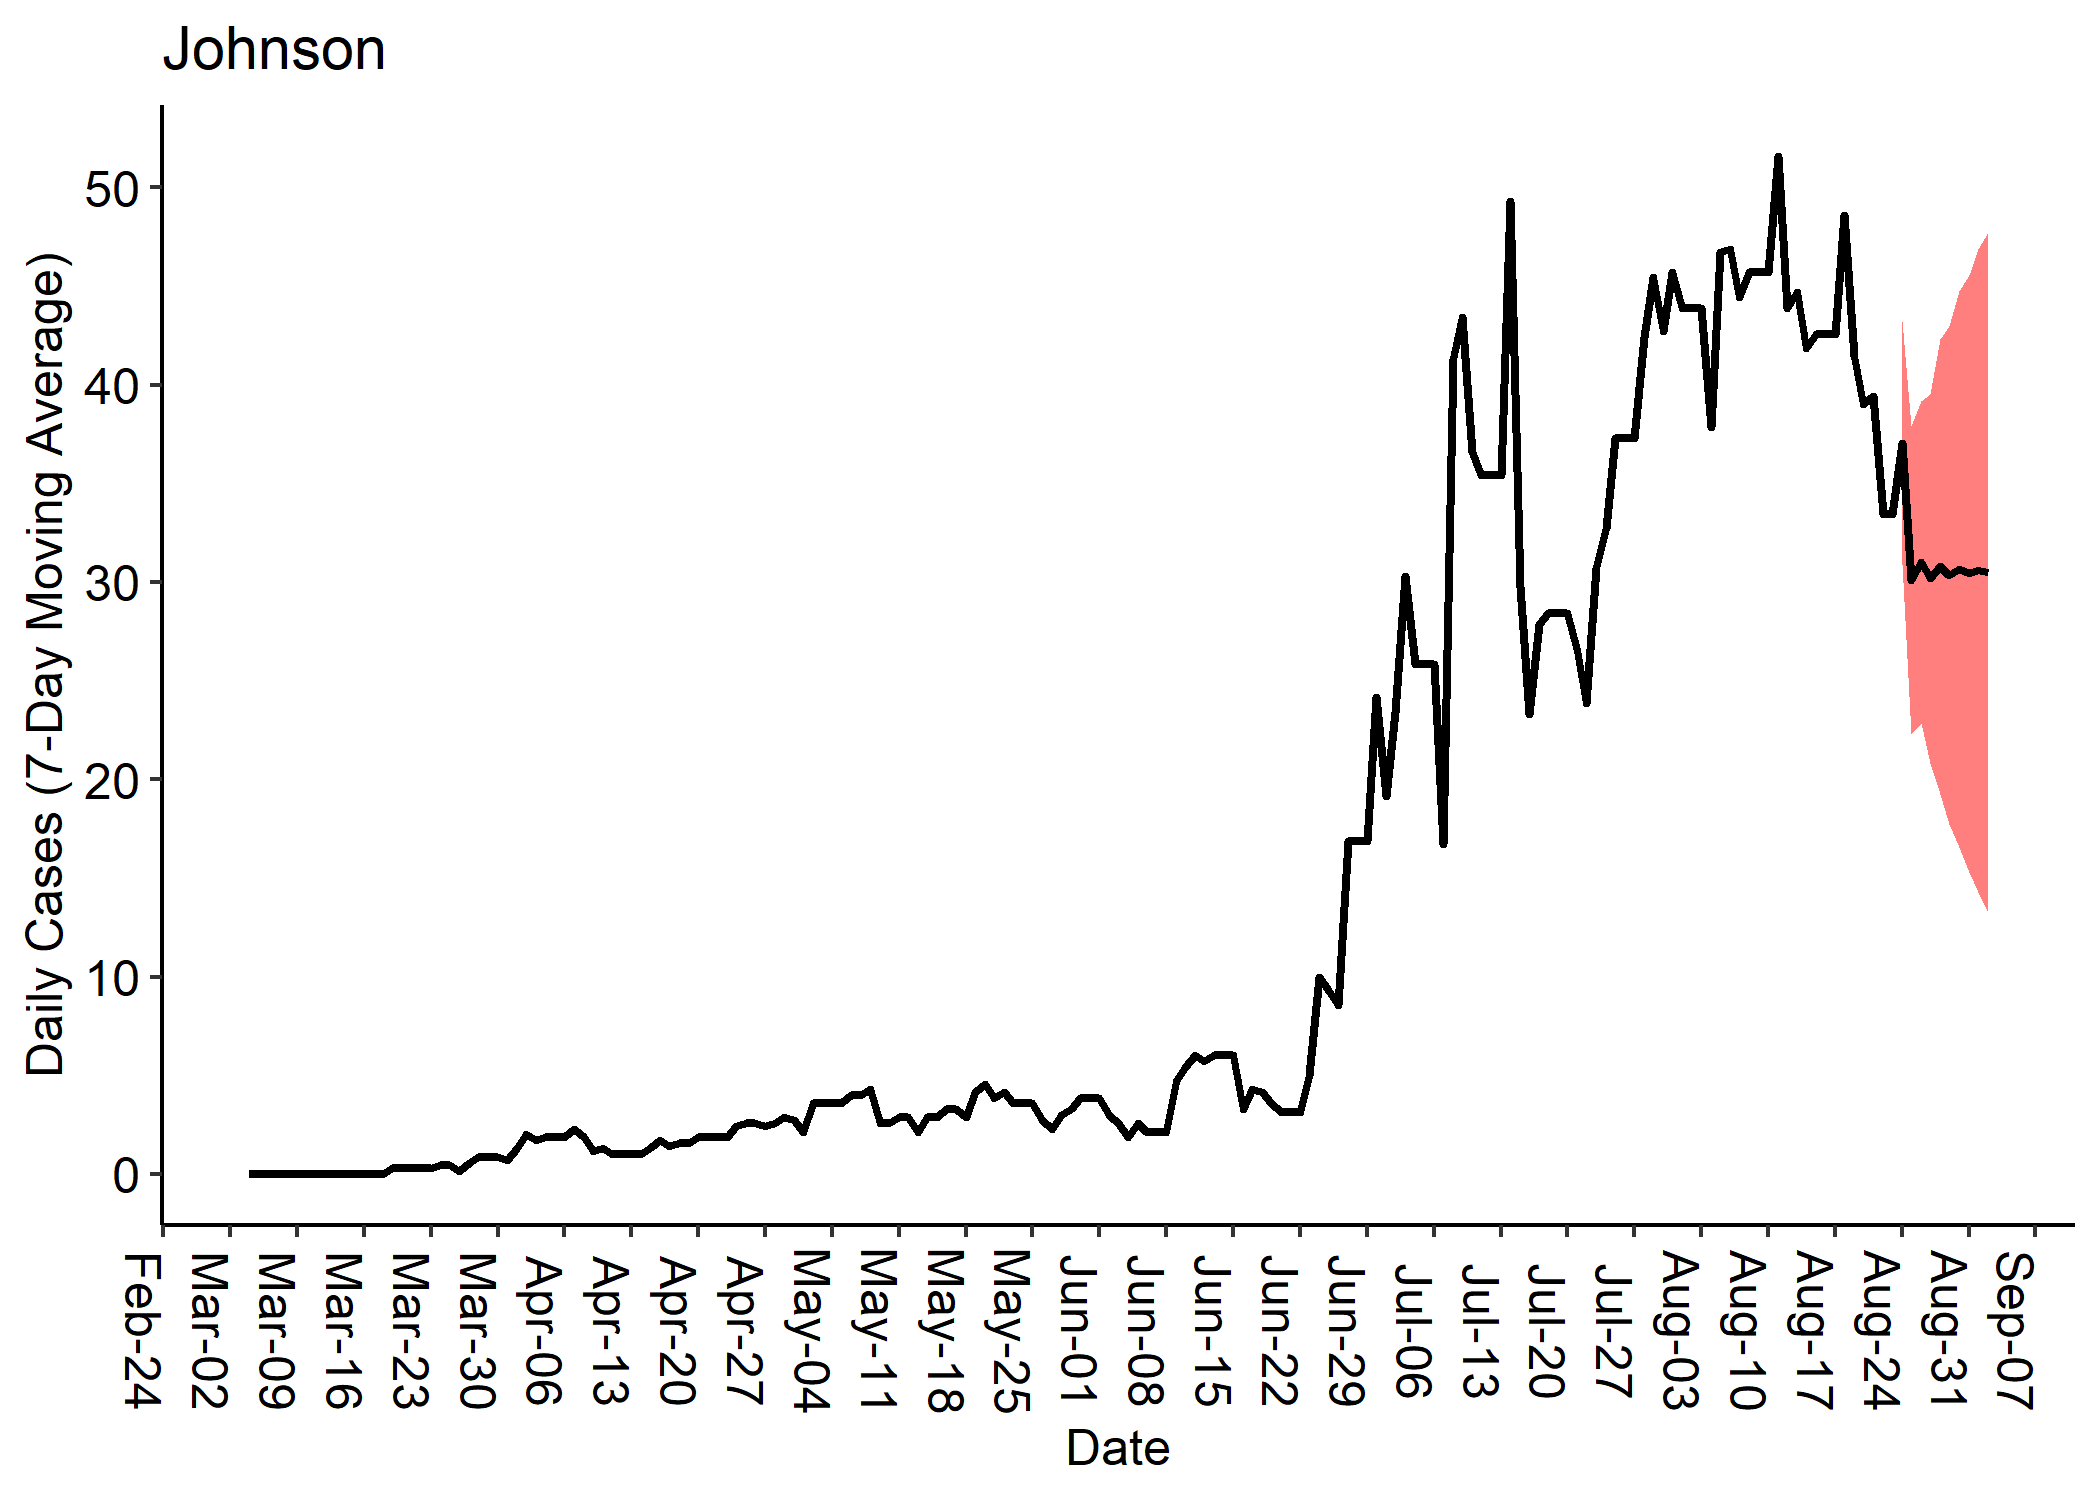 Johnson
Daily Cases (7-Day Moving Average)
50
40
30
20
10
0
Feb-24
Mar-02
Mar-09
Mar-16
Mar-23
Mar-30
Apr-06
Apr-13
Apr-20
Apr-27
May-04
May-11
May-18
May-25
Jun-01
Jun-08
Jun-15
Jun-22
Jun-29
Jul-06
Jul-13
Jul-20
Jul-27
Aug-03
Aug-10
Aug-17
Aug-24
Aug-31
Sep-07
Date